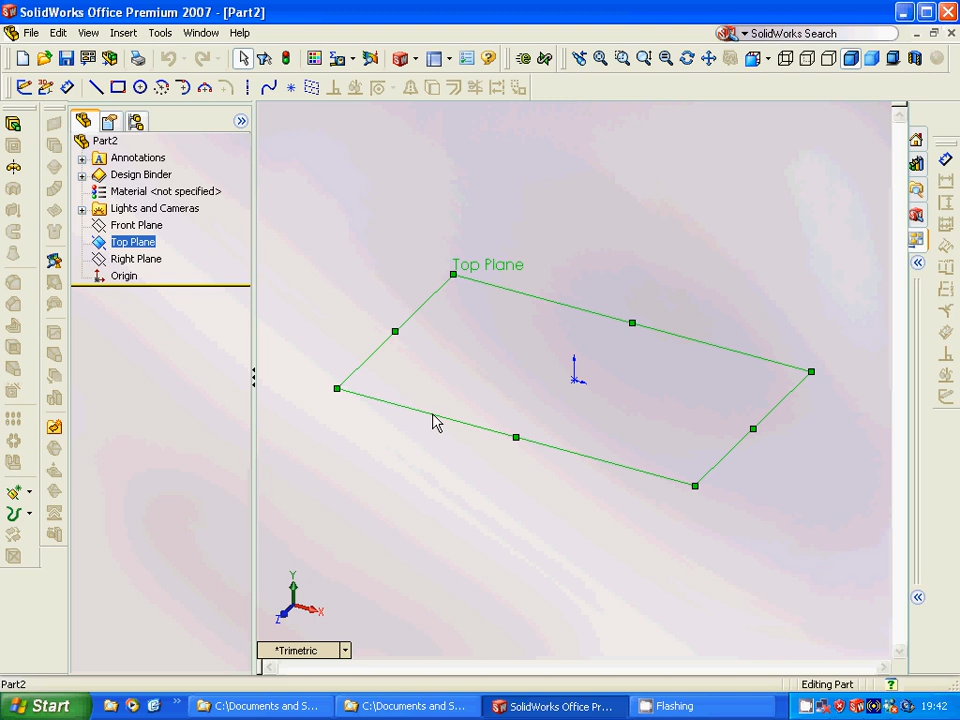 SolidWorks Office Premium 2007 - [Part2]
File Edit View Insert Tools Window Help
SolidWorks Search
Part2
Annotations
Design Binder
Material <not specified>
Lights and Cameras
Front Plane
Top Plane
Right Plane
Origin
Top Plane
Y
X
Z
*Trimetric
Part2
Editing Part
Start
C:\Documents and S...
C:\Documents and S...
SolidWorks Office Pr...
Flashing
19:42